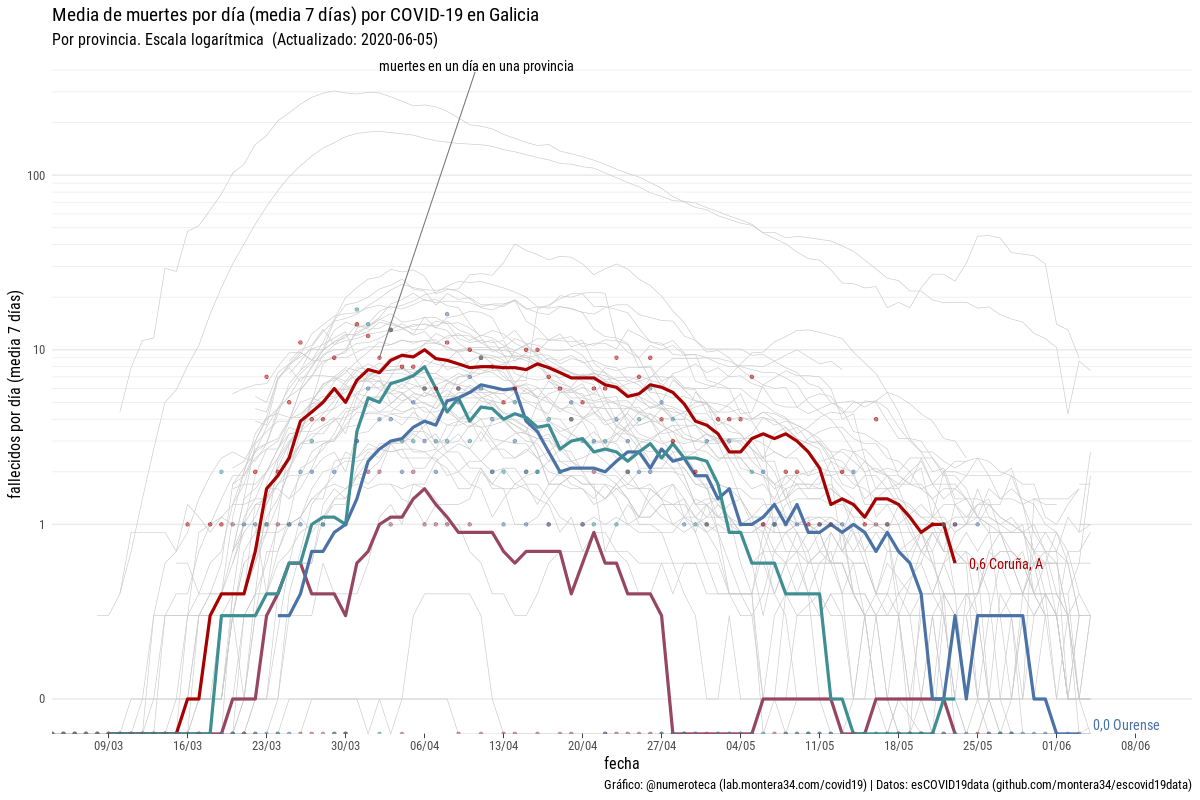 Media de muertes por día (media 7 días) por COVID-19 en Galicia
Por provincia. Escala logarítmica  (Actualizado: 2020-06-05)
muertes en un día en una provincia
fallecidos por día (media  7 días)
100
10
1
0
0,6 Coruña, A
0,0 Ourense
09/03 16/03 23/03 30/03 06/04 13/04 20/04 27/04 04/05 11/05 18/05 25/05 01/06 08/06
fecha
Gráfico: @numeroteca (lab.montera34.com/covid19) | Datos: esCOVID19data (github.com/montera34/escovid19data)